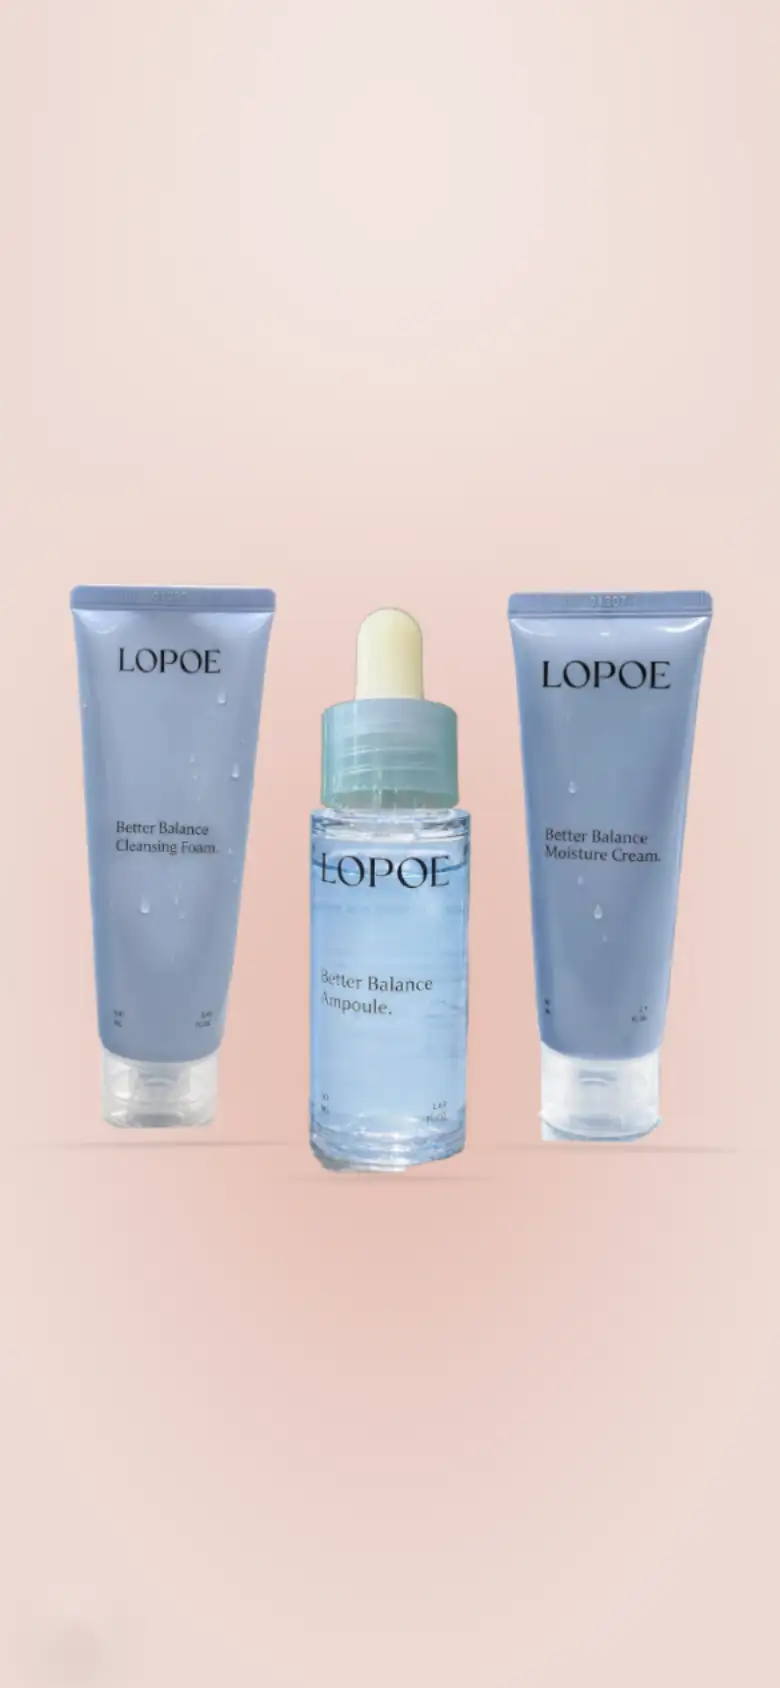 LOPOE
Better Balance
Cleansing Foam.
LOPOE
Better Balance
Ampoule.
LOPOE
Better Balance
Moisture Cream.